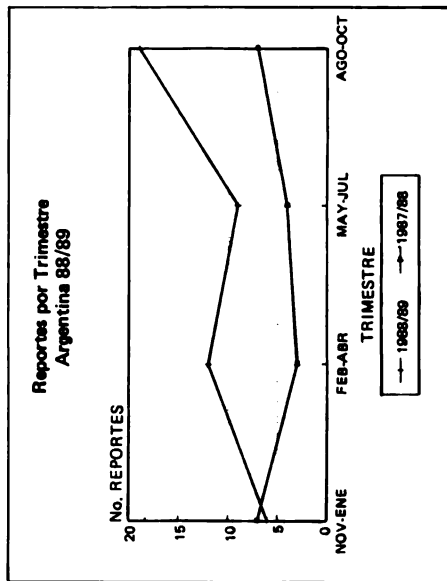 Reportes por Trimestre
Argentina 88/89
No. REPORTES
20
15
10
5
0
NOV-ENE
FEB-ABR
MAY-JUL
AGO-OCT
TRIMESTRE
1988/89
1987/88